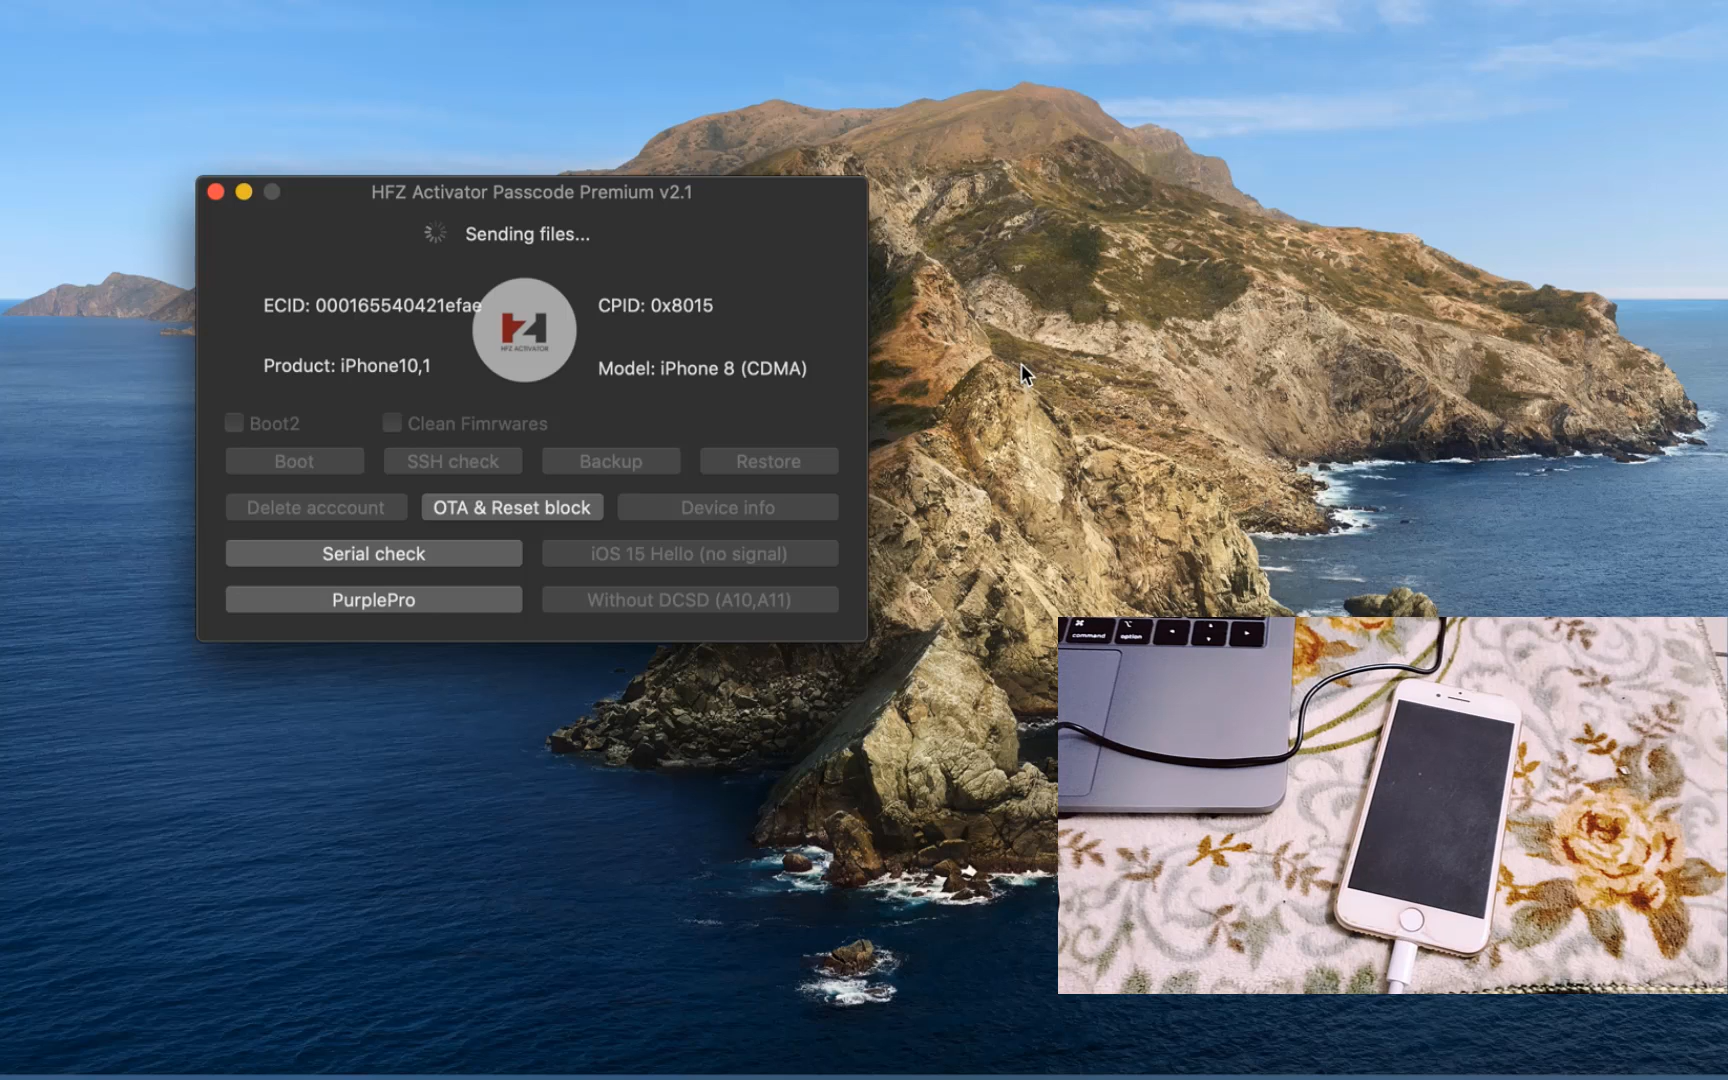 HFZ Activator Passcode Premium v2.1
Sending files...
ECID: 000165540421efae
CPID: 0x8015
HFZ ACTIVATOR
Product: iPhone10,1
Model: iPhone 8 (CDMA)
Boot2
Clean Fimrwares
Boot
SSH check
Backup
Restore
Delete acccount
OTA & Reset block
Device info
Serial check
iOS 15 Hello (no signal)
PurplePro
Without DCSD (A10,A11)
command
option